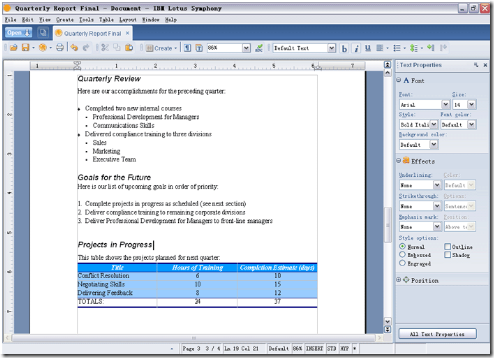 Quarterly Report Final - Document - IBM Lotus Symphony
File Edit View Create Tools Table Layout Window Help
Open
Quarterly Report Final
Create
86%
Default Text
b i U
Quarterly Review
Here are our accomplishments for the preceding quarter:
Completed two new internal courses
Professional Development for Managers
Communications Skills
Delivered compliance training to three divisions
Sales
Marketing
Executive Team
Goals for the Future
Here is our list of upcoming goals in order of priority:
1. Complete projects in progress as scheduled (see next section)
2. Deliver compliance training to remaining corporate divisions
3. Deliver Professional Development for Managers to front-line managers
Projects in Progress
This table shows the projects planned for next quarter:
Title Hours of Training Completion Estimate (days)
Conflict Resolution 6 10
Negotiating Skills 10 15
Delivering Feedback 8 12
TOTALS: 24 37
Text Properties
Font
Font: Size:
Arial 14
Style: Font color
Bold Itali Default
Background color:
Default
Effects
Underlining: Color:
None Default
Strikethrough: Options:
None Sentence
Emphasis mark: Position:
None Above te
Style options:
Normal Outline
Embossed Shadow
Engraved
Position
All Text Properties
Page 3 3 / 4 Ln 19 Col 21 Default 86% INSERT STD HYP *